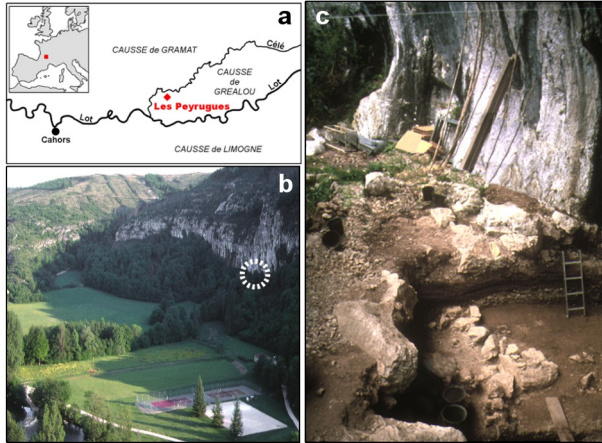 a
CAUSSE de GRAMAT
Célé
CAUSSE
de
GREALOU
Lot
Les Peyrugues
Lot
Cahors
CAUSSE de LIMOGNE
b
c